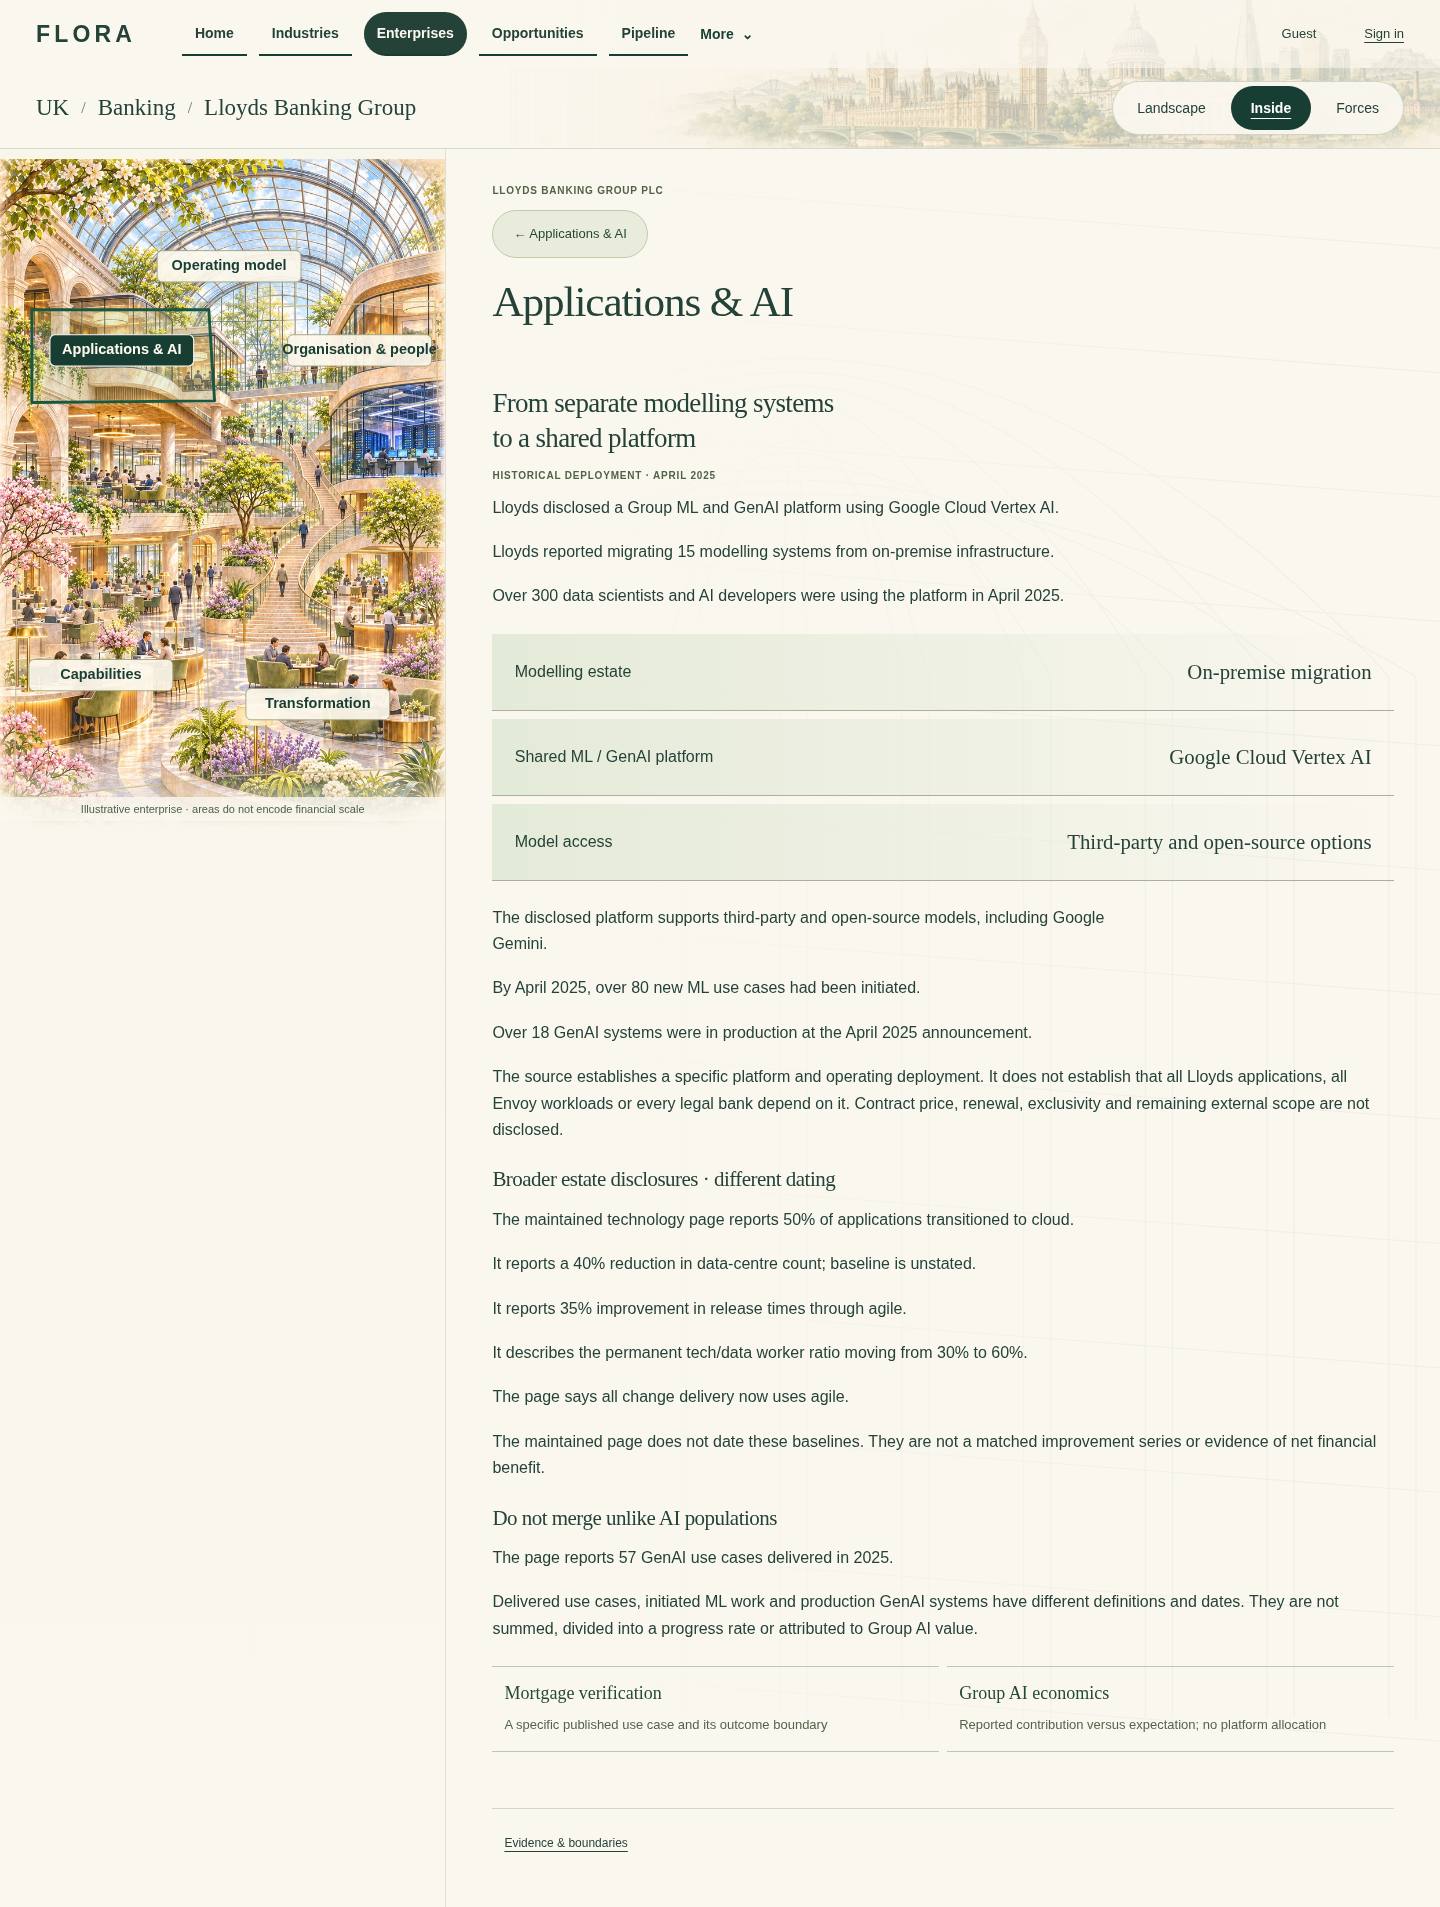 FLORA
Home
Industries
Enterprises
Opportunities
Pipeline
More
Guest
Sign in
UK / Banking / Lloyds Banking Group
Landscape
Inside
Forces
Operating model
Applications & AI
Organisation & people
Capabilities
Transformation
Illustrative enterprise · areas do not encode financial scale
LLOYDS BANKING GROUP PLC
← Applications & AI
Applications & AI
From separate modelling systems
to a shared platform
HISTORICAL DEPLOYMENT · APRIL 2025
Lloyds disclosed a Group ML and GenAI platform using Google Cloud Vertex AI.
Lloyds reported migrating 15 modelling systems from on-premise infrastructure.
Over 300 data scientists and AI developers were using the platform in April 2025.
Modelling estate
On-premise migration
Shared ML / GenAI platform
Google Cloud Vertex AI
Model access
Third-party and open-source options
The disclosed platform supports third-party and open-source models, including Google
Gemini.
By April 2025, over 80 new ML use cases had been initiated.
Over 18 GenAI systems were in production at the April 2025 announcement.
The source establishes a specific platform and operating deployment. It does not establish that all Lloyds applications, all
Envoy workloads or every legal bank depend on it. Contract price, renewal, exclusivity and remaining external scope are not
disclosed.
Broader estate disclosures · different dating
The maintained technology page reports 50% of applications transitioned to cloud.
It reports a 40% reduction in data-centre count; baseline is unstated.
It reports 35% improvement in release times through agile.
It describes the permanent tech/data worker ratio moving from 30% to 60%.
The page says all change delivery now uses agile.
The maintained page does not date these baselines. They are not a matched improvement series or evidence of net financial
benefit.
Do not merge unlike AI populations
The page reports 57 GenAI use cases delivered in 2025.
Delivered use cases, initiated ML work and production GenAI systems have different definitions and dates. They are not
summed, divided into a progress rate or attributed to Group AI value.
Mortgage verification
A specific published use case and its outcome boundary
Group AI economics
Reported contribution versus expectation; no platform allocation
Evidence & boundaries